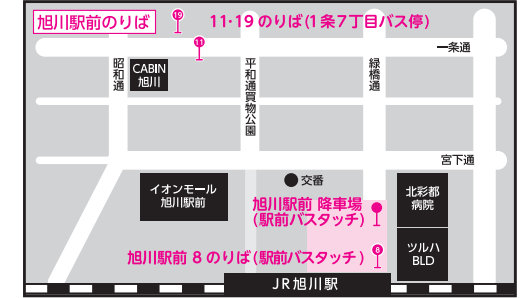 旭川駅前のりば
19
11・19 のりば(1条7丁目バス停)
11
一条通
昭和通
CABIN
旭川
平和通買物公園
緑橋通
宮下通
イオンモール
旭川駅前
交番
旭川駅前 降車場
(駅前バスタッチ)
北彩都
病院
旭川駅前 8 のりば(駅前バスタッチ)
8
ツルハ
BLD
JR旭川駅